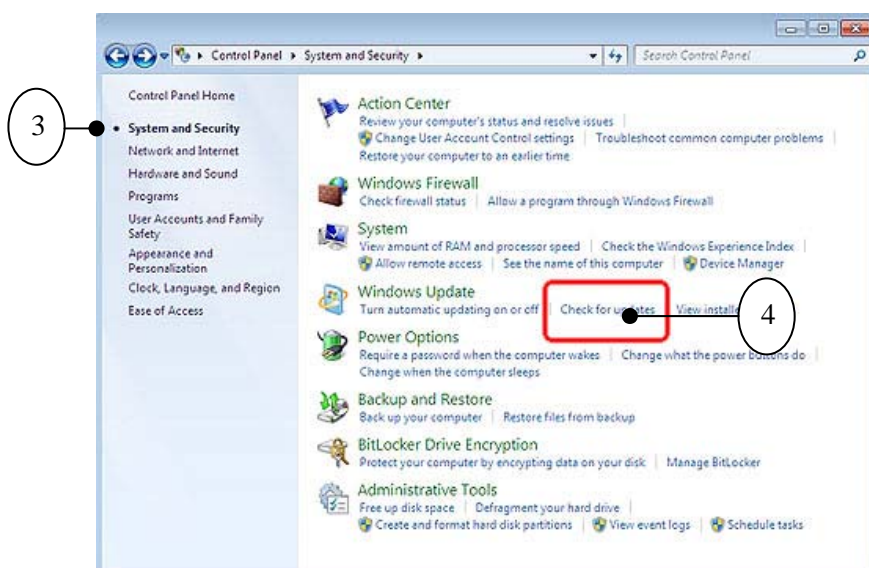 Control Panel ▸ System and Security ▸
Search Control Panel
Control Panel Home
3
System and Security
Network and Internet
Hardware and Sound
Programs
User Accounts and Family
Safety
Appearance and
Personalization
Clock, Language, and Region
Ease of Access
Action Center
Review your computer's status and resolve issues
Change User Account Control settings | Troubleshoot common computer problems
Restore your computer to an earlier time
Windows Firewall
Check firewall status | Allow a program through Windows Firewall
System
View amount of RAM and processor speed | Check the Windows Experience Index
Allow remote access | See the name of this computer | Device Manager
Windows Update
Turn automatic updating on or off | Check for updates | View
4
Power Options
Require a password when the computer wakes | Change what the power buttons do
Change when the computer sleeps
Backup and Restore
Back up your computer | Restore files from backup
BitLocker Drive Encryption
Protect your computer by encrypting data on your disk | Manage BitLocker
Administrative Tools
Free up disk space | Defragment your hard drive
Create and format hard disk partitions | View event logs | Schedule tasks